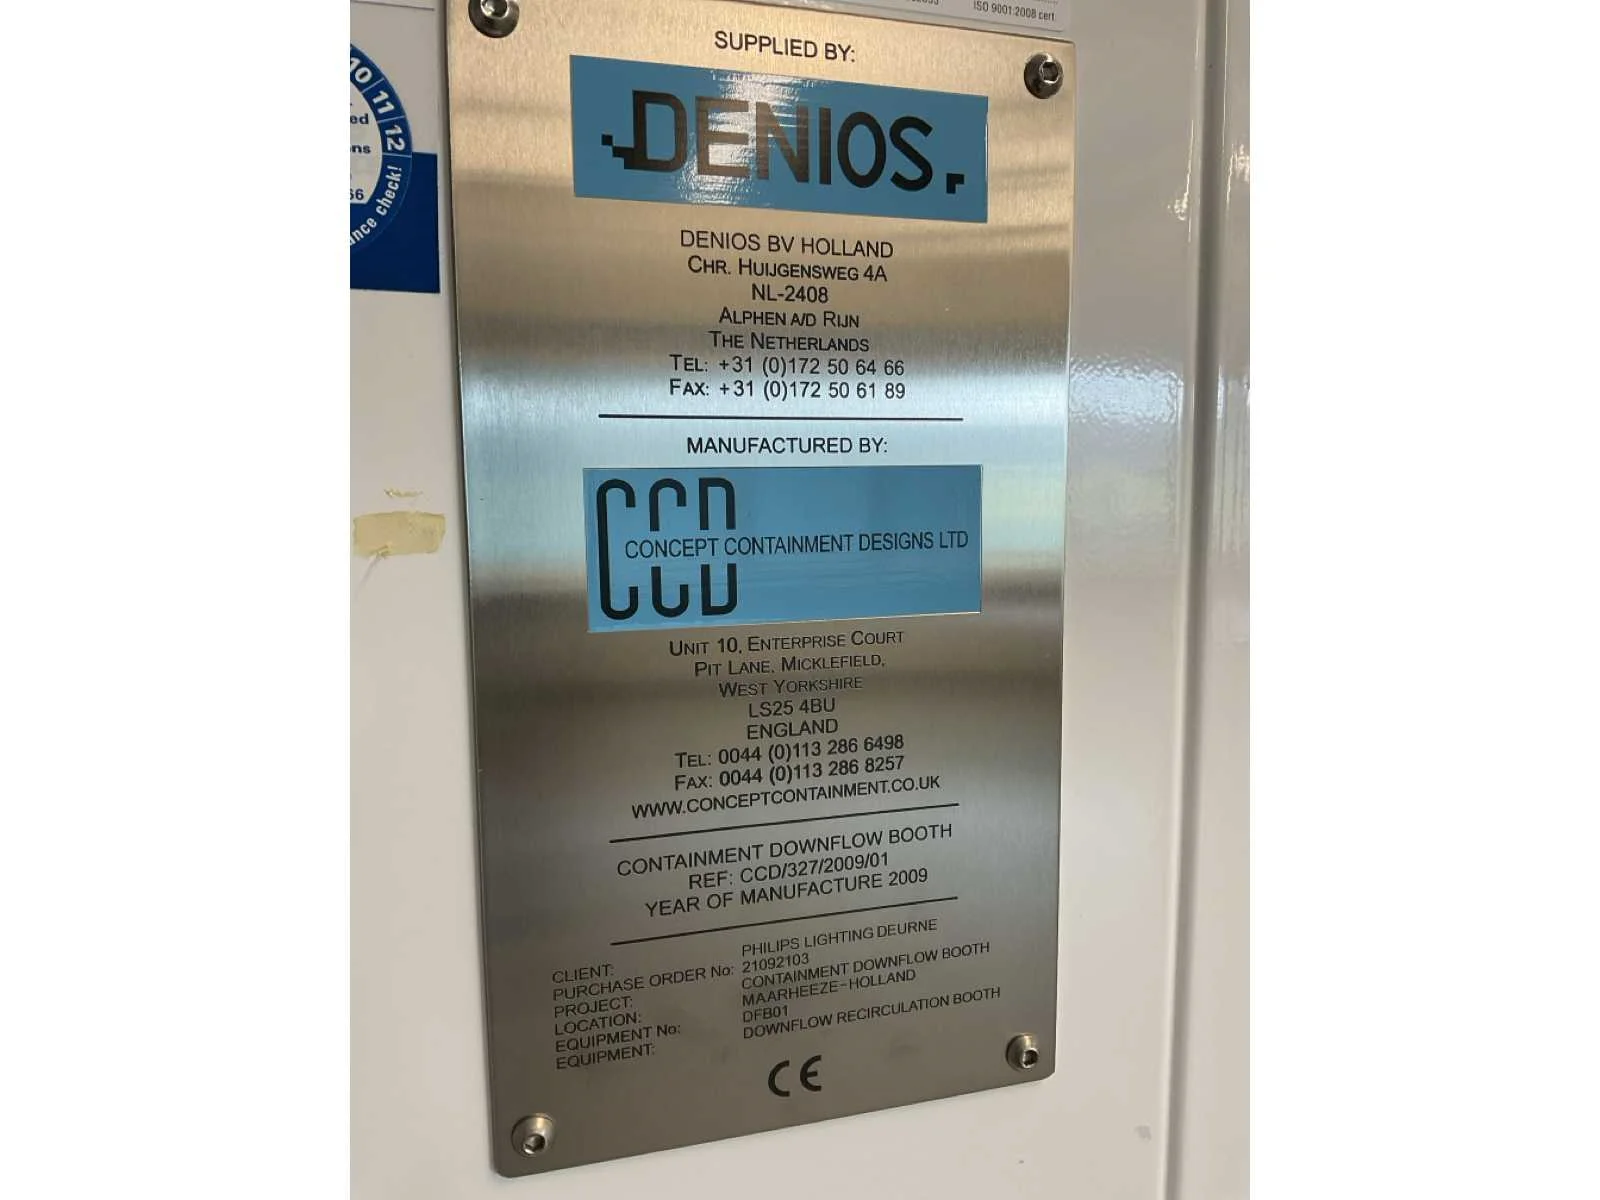 ISO 9001:2008 cert.
10 11 12
check!
SUPPLIED BY:
DENIOS
DENIOS BV HOLLAND
CHR. HUIJGENSWEG 4A
NL-2408
ALPHEN A/D RIJN
THE NETHERLANDS
TEL: +31 (0)172 50 64 66
FAX: +31 (0)172 50 61 89
MANUFACTURED BY:
CCD
CONCEPT CONTAINMENT DESIGNS LTD
UNIT 10, ENTERPRISE COURT
PIT LANE, MICKLEFIELD,
WEST YORKSHIRE
LS25 4BU
ENGLAND
TEL: 0044 (0)113 286 6498
FAX: 0044 (0)113 286 8257
WWW.CONCEPTCONTAINMENT.CO.UK
CONTAINMENT DOWNFLOW BOOTH
REF: CCD/327/2009/01
YEAR OF MANUFACTURE 2009
CLIENT: PHILIPS LIGHTING DEURNE
PURCHASE ORDER No: 21092103
PROJECT: CONTAINMENT DOWNFLOW BOOTH
LOCATION: MAARHEEZE-HOLLAND
EQUIPMENT No: DFB01
EQUIPMENT: DOWNFLOW RECIRCULATION BOOTH
CE